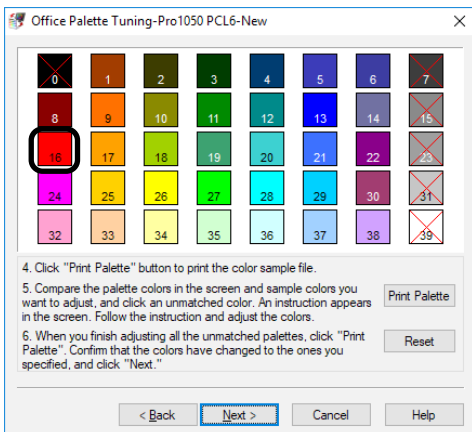 Office Palette Tuning-Pro1050 PCL6-New
0 1 2 3 4 5 6 7
8 9 10 11 12 13 14 15
16 17 18 19 20 21 22 23
24 25 26 27 28 29 30 31
32 33 34 35 36 37 38 39
4. Click "Print Palette" button to print the color sample file.
5. Compare the palette colors in the screen and sample colors you
want to adjust, and click an unmatched color. An instruction appears
in the screen. Follow the instruction and adjust the colors.
Print Palette
6. When you finish adjusting all the unmatched palettes, click "Print
Palette". Confirm that the colors have changed to the ones you
specified, and click "Next."
Reset
< Back Next > Cancel Help